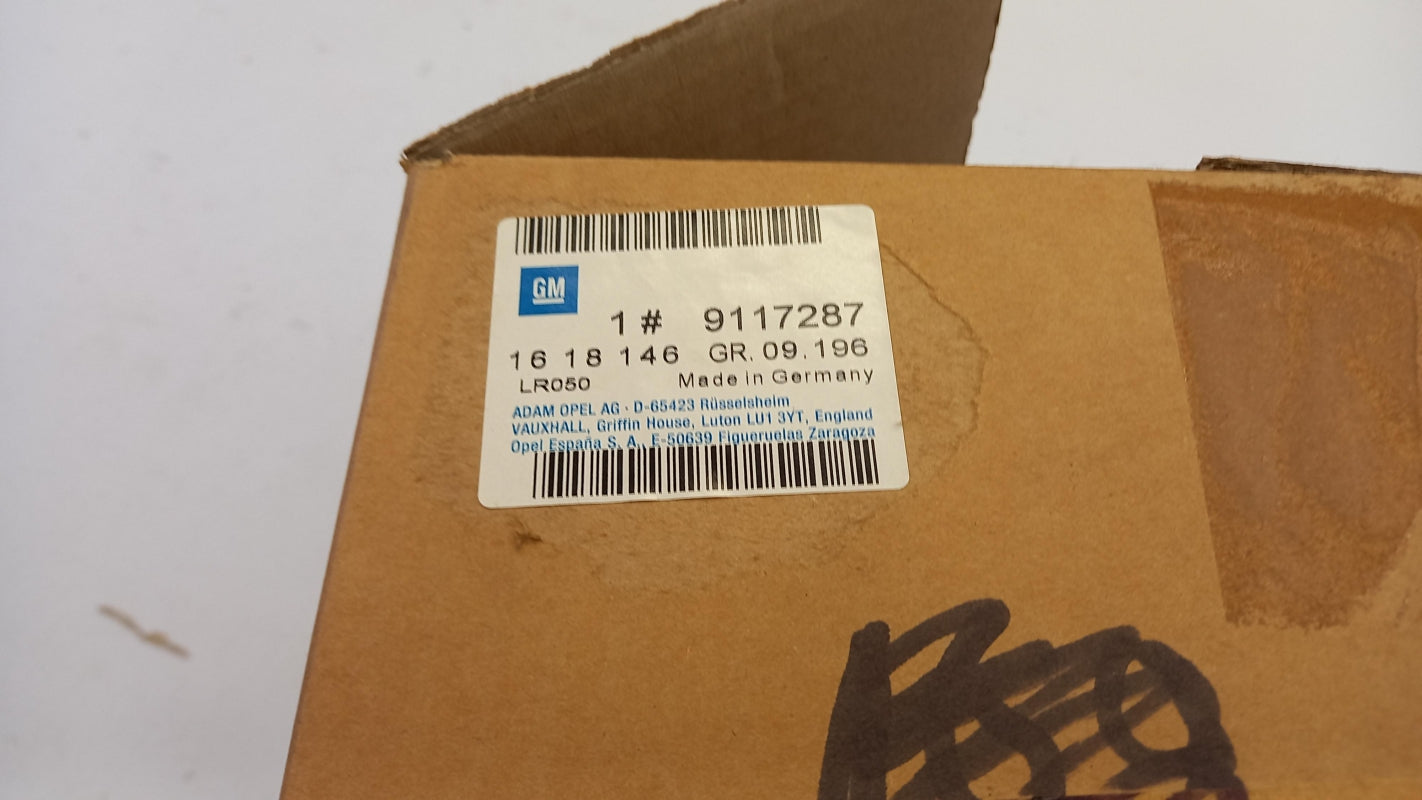 GM
1 # 9117287
16 18 146 GR. 09.196
LR050 Made in Germany
ADAM OPEL AG · D-65423 Rüsselsheim
VAUXHALL, Griffin House, Luton LU1 3YT, England
Opel España S. A., E-50639 Figueruelas Zaragoza